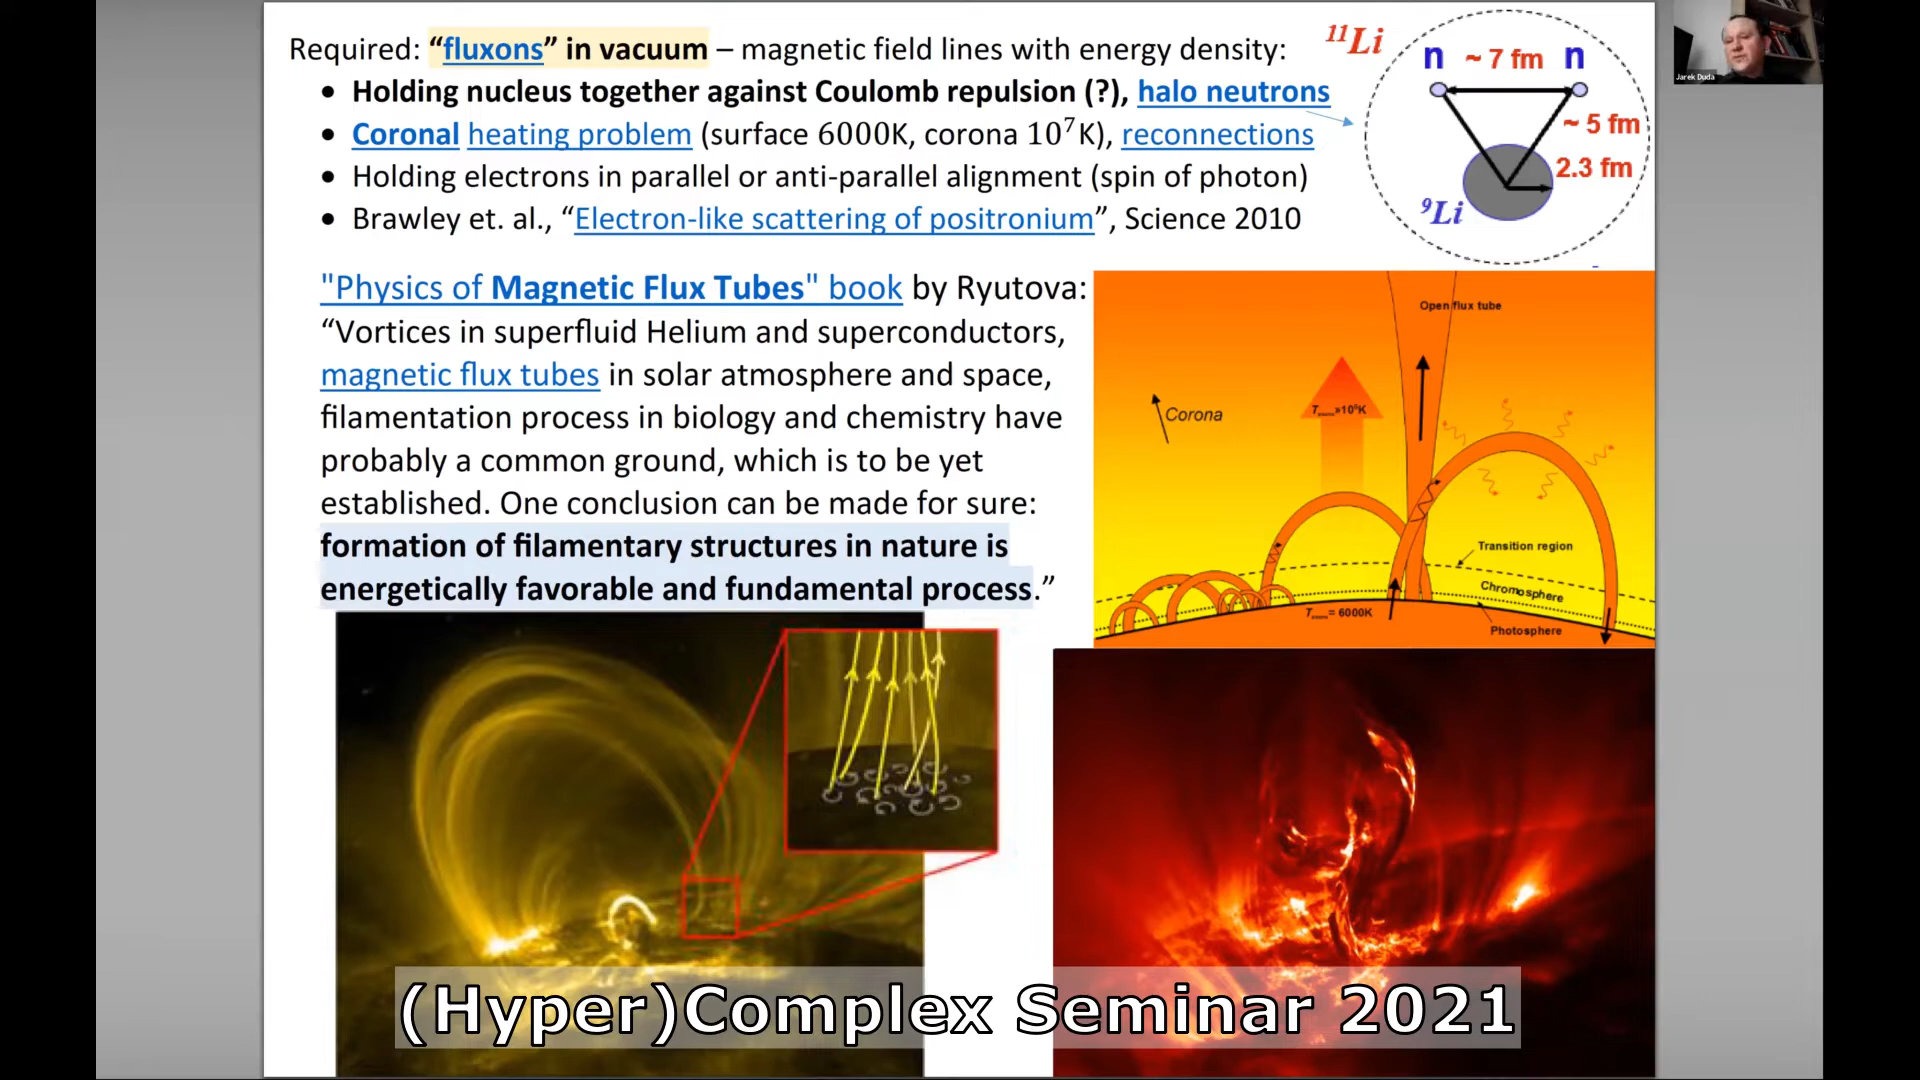 Required: “fluxons” in vacuum – magnetic field lines with energy density:
• Holding nucleus together against Coulomb repulsion (?), halo neutrons
• Coronal heating problem (surface 6000K, corona 10⁷K), reconnections
• Holding electrons in parallel or anti-parallel alignment (spin of photon)
• Brawley et. al., “Electron-like scattering of positronium”, Science 2010
¹¹Li
n ~ 7 fm n
~ 5 fm
2.3 fm
⁹Li
Jarek Duda
"Physics of Magnetic Flux Tubes" book by Ryutova:
“Vortices in superfluid Helium and superconductors,
magnetic flux tubes in solar atmosphere and space,
filamentation process in biology and chemistry have
probably a common ground, which is to be yet
established. One conclusion can be made for sure:
formation of filamentary structures in nature is
energetically favorable and fundamental process.”
Open flux tube
Corona
Transition region
Chromosphere
= 6000K
Photosphere
(Hyper)Complex Seminar 2021